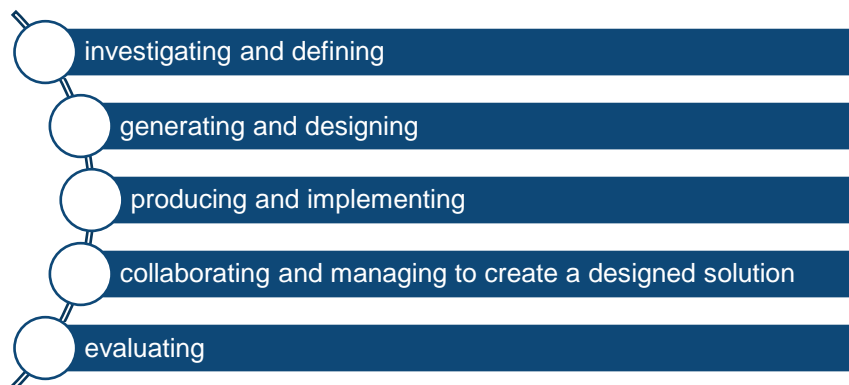 investigating and defining
generating and designing
producing and implementing
collaborating and managing to create a designed solution
evaluating